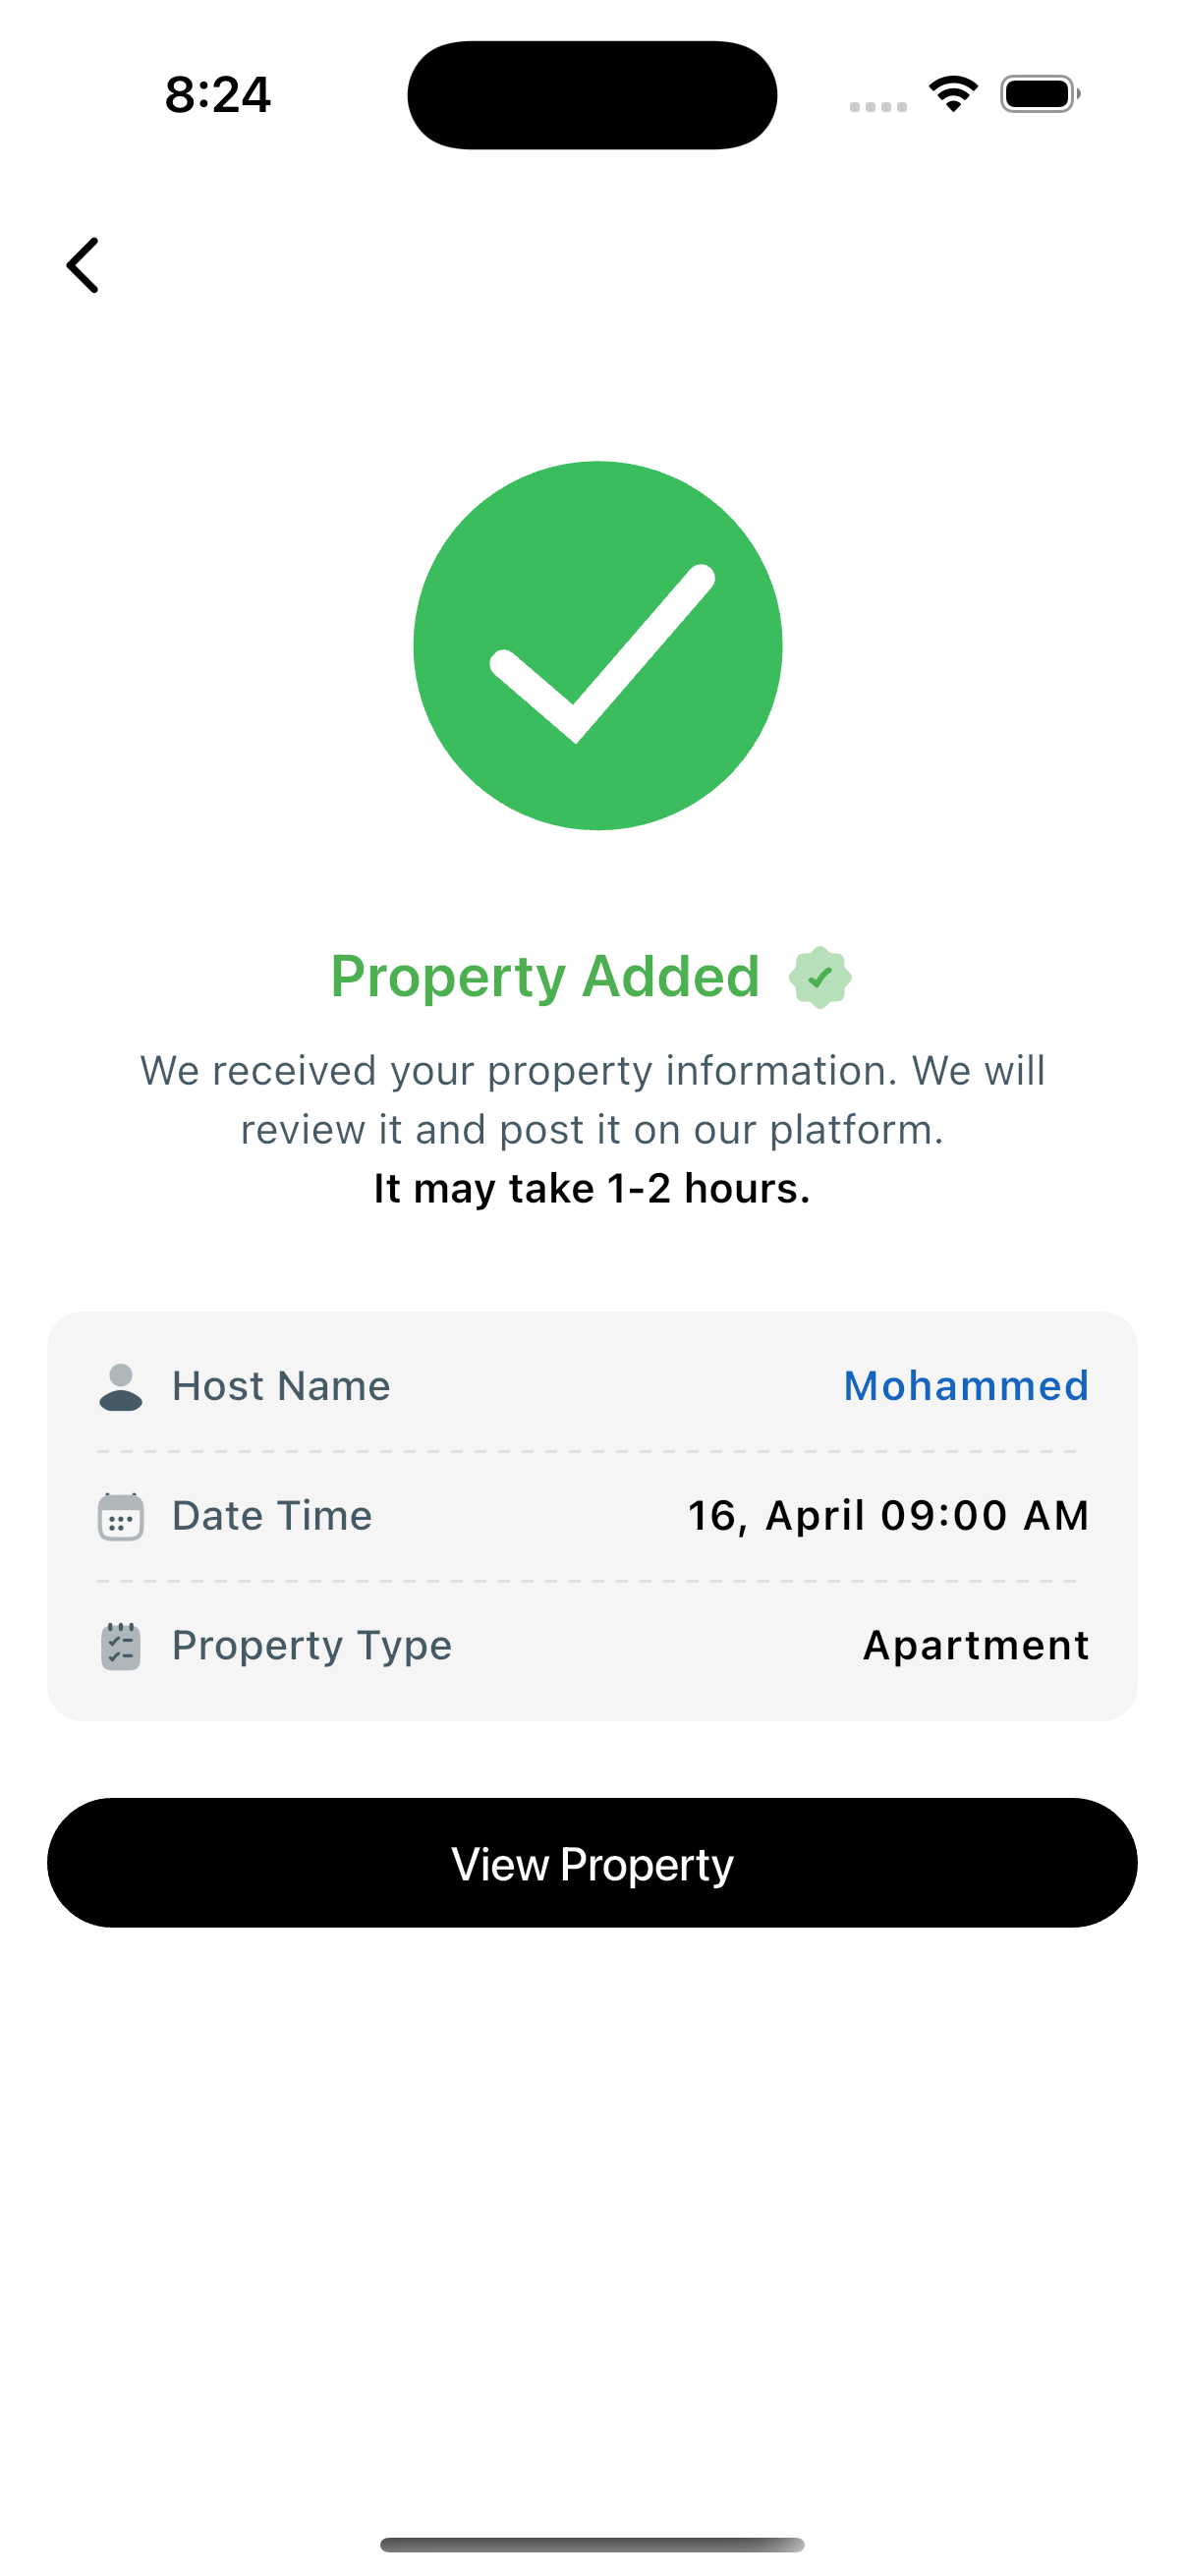 8:24
Property Added
We received your property information. We will
review it and post it on our platform.
It may take 1-2 hours.
Host Name Mohammed
Date Time 16, April 09:00 AM
Property Type Apartment
View Property